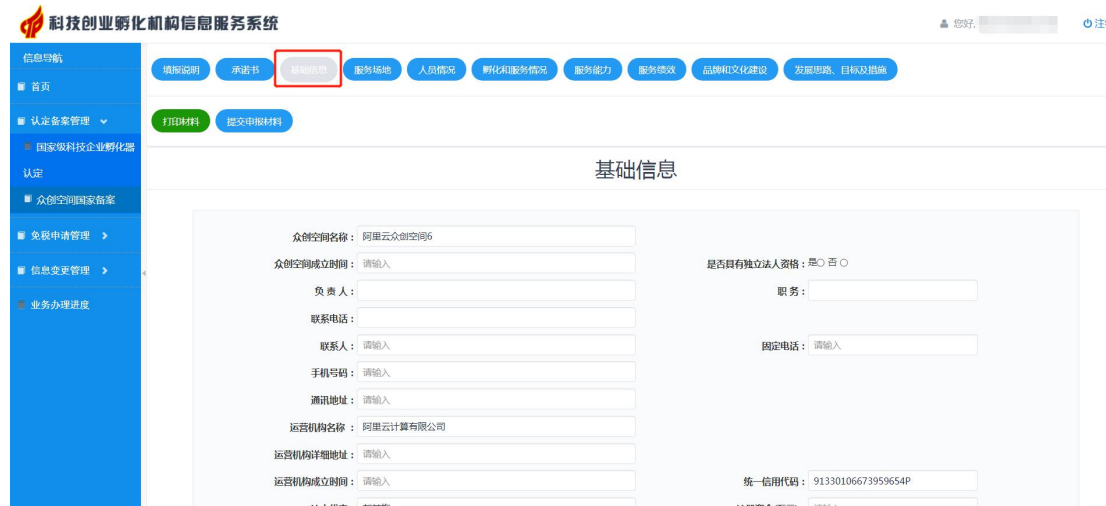 科技创业孵化机构信息服务系统
您好,
注
信息导航
首页
认定备案管理
国家级科技企业孵化器
认定
众创空间国家备案
免税申请管理
信息变更管理
业务办理进度
填报说明 承诺书 基础信息 服务场地 人员情况 孵化和服务情况 服务能力 服务绩效 品牌和文化建设 发展思路、目标及措施
打印材料 提交申报材料
基础信息
众创空间名称: 阿里云众创空间6
众创空间成立时间: 请输入 是否具有独立法人资格: 是 否
负 责 人: 职 务:
联系电话:
联系人: 请输入 固定电话: 请输入
手机号码: 请输入
通讯地址: 请输入
运营机构名称: 阿里云计算有限公司
运营机构详细地址: 请输入
运营机构成立时间: 请输入 统一信用代码: 91330106673959654P